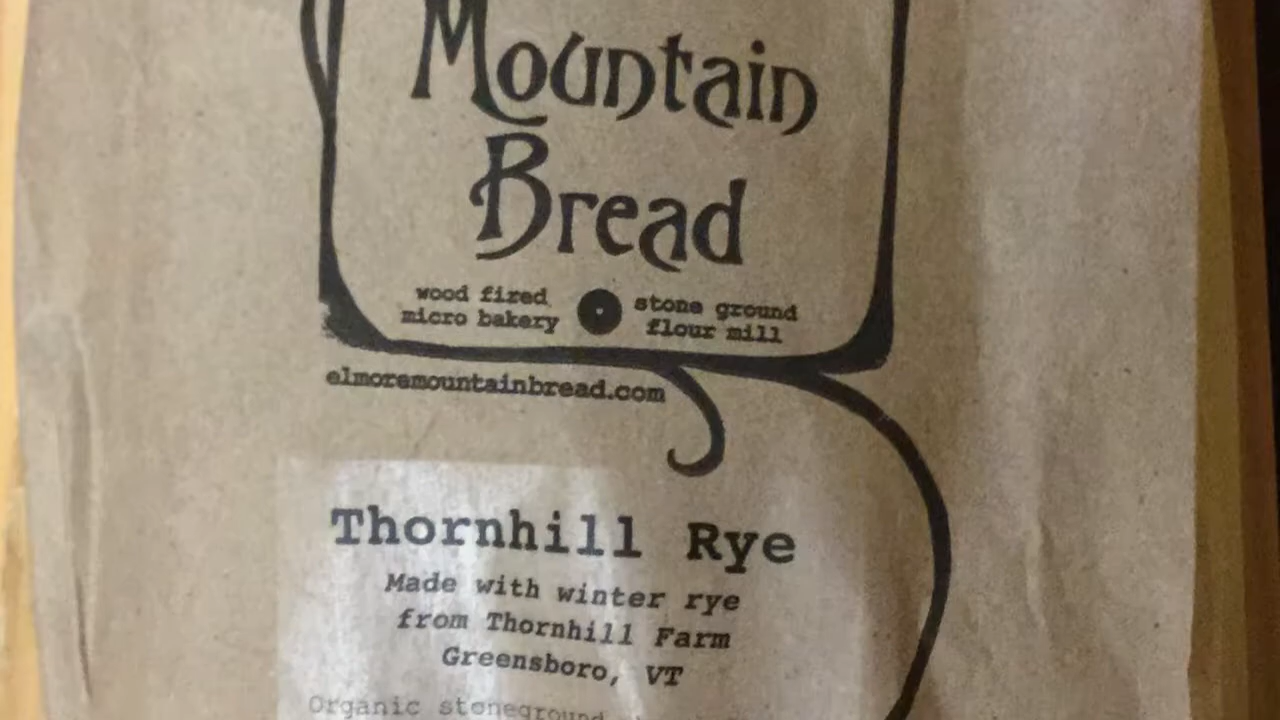 Mountain
Bread
wood fired
micro bakery
stone ground
flour mill
elmoremountainbread.com
Thornhill Rye
Made with winter rye
from Thornhill Farm
Greensboro, VT
Organic stoneground